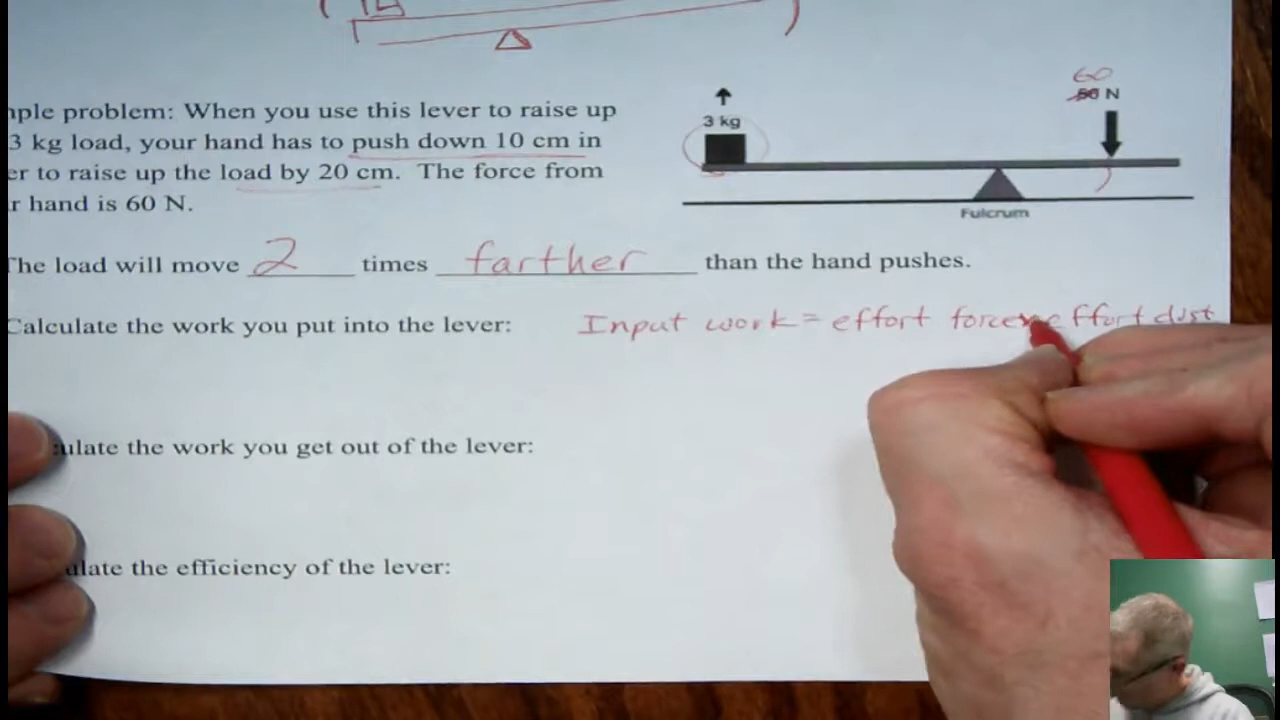 nple problem: When you use this lever to raise up
3 kg load, your hand has to push down 10 cm in
er to raise up the load by 20 cm. The force from
r hand is 60 N.
60
N
3 kg
Fulcrum
The load will move 2 times farther than the hand pushes.
Calculate the work you put into the lever: Input work = effort force x effort dist
ulate the work you get out of the lever:
ulate the efficiency of the lever: